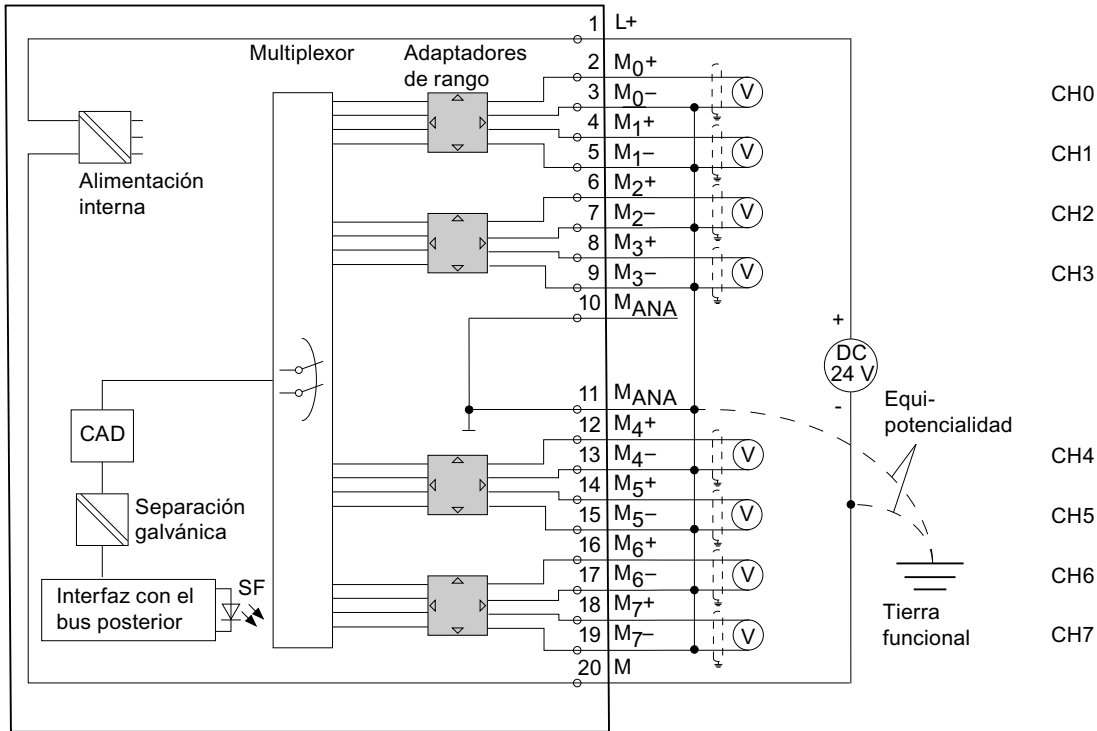 1 L+
Multiplexor
Adaptadores
de rango
2 M0+
3 M0−
CH0
4 M1+
5 M1−
CH1
6 M2+
7 M2−
CH2
8 M3+
9 M3−
CH3
10 MANA
V
V
V
V
Alimentación
interna
+
DC
24 V
-
11 MANA
Equi-
potencialidad
12 M4+
13 M4−
CH4
14 M5+
15 M5−
CH5
16 M6+
17 M6−
CH6
18 M7+
19 M7−
CH7
20 M
V
V
V
V
CAD
Separación
galvánica
SF
Interfaz con el
bus posterior
Tierra
funcional